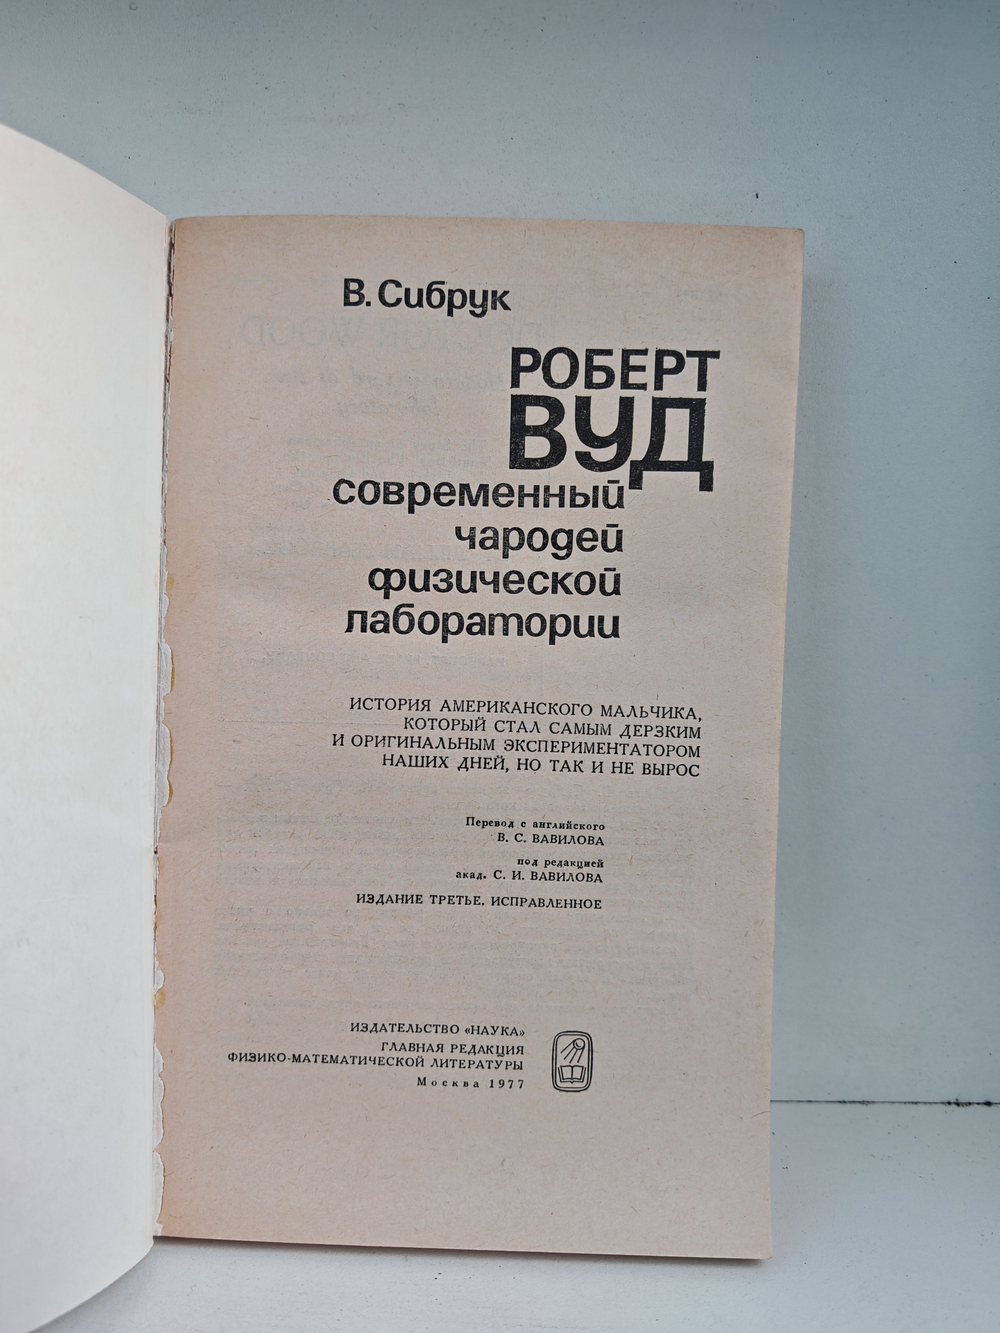 В. Сибрук
РОБЕРТ
ВУД
современный
чародей
физической
лаборатории
ИСТОРИЯ АМЕРИКАНСКОГО МАЛЬЧИКА,
КОТОРЫЙ СТАЛ САМЫМ ДЕРЗКИМ
И ОРИГИНАЛЬНЫМ ЭКСПЕРИМЕНТАТОРОМ
НАШИХ ДНЕЙ, НО ТАК И НЕ ВЫРОС
Перевод с английского
В. С. ВАВИЛОВА
под редакцией
акад. С. И. ВАВИЛОВА
ИЗДАНИЕ ТРЕТЬЕ, ИСПРАВЛЕННОЕ
ИЗДАТЕЛЬСТВО «НАУКА»
ГЛАВНАЯ РЕДАКЦИЯ
ФИЗИКО-МАТЕМАТИЧЕСКОЙ ЛИТЕРАТУРЫ
Москва 1977